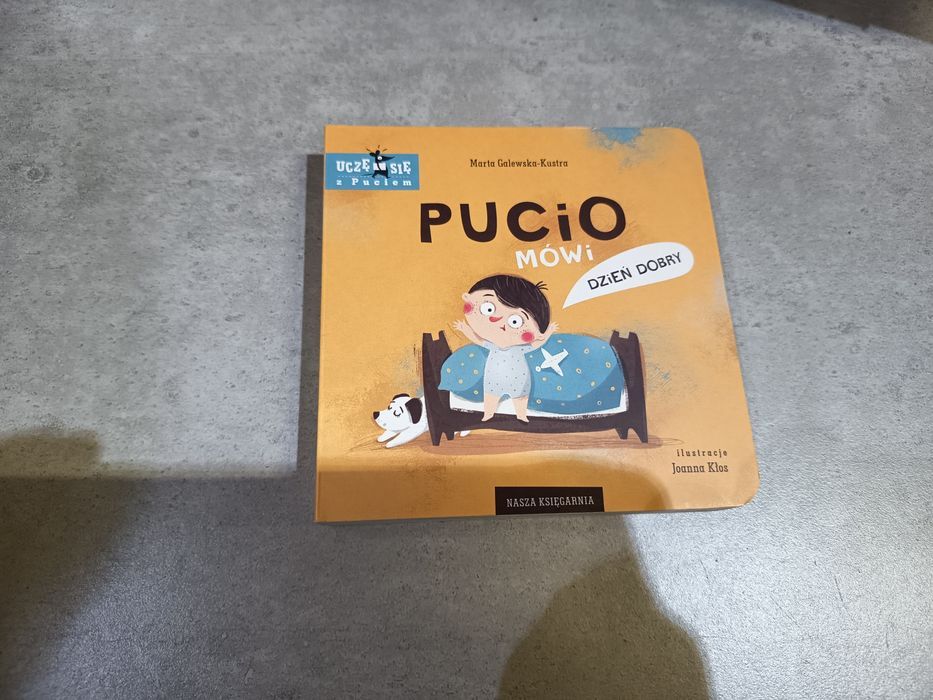 UCZĘ SIĘ
z Puciem
Marta Galewska-Kustra
PUCiO
MÓWi
DZiEŃ DOBRY
ilustracje
Joanna Kłos
NASZA KSIĘGARNIA